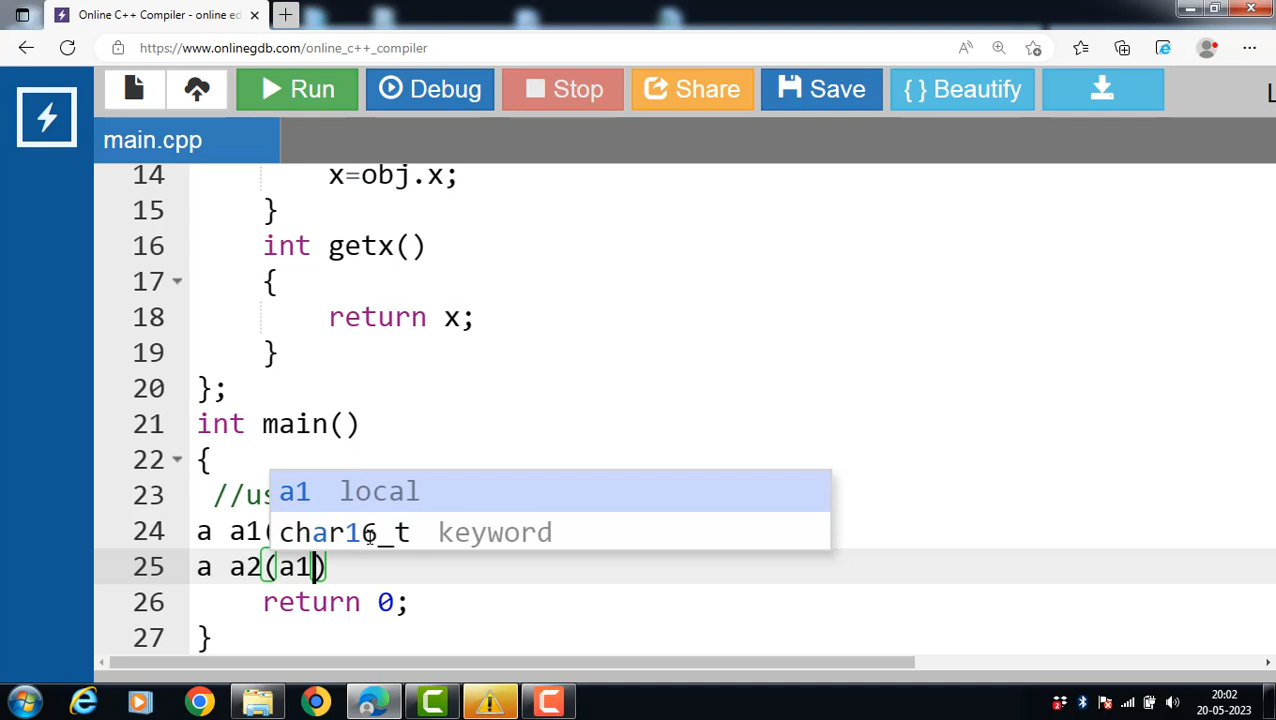 Online C++ Compiler - online ed
https://www.onlinegdb.com/online_c++_compiler
Run Debug Stop Share Save { } Beautify
main.cpp
14 x=obj.x;
15 }
16 int getx()
17 {
18 return x;
19 }
20 };
21 int main()
22 {
23 //us
a1 local
24 a a1(
char16_t keyword
25 a a2(a1)
26 return 0;
27 }
20:02
20-05-2023